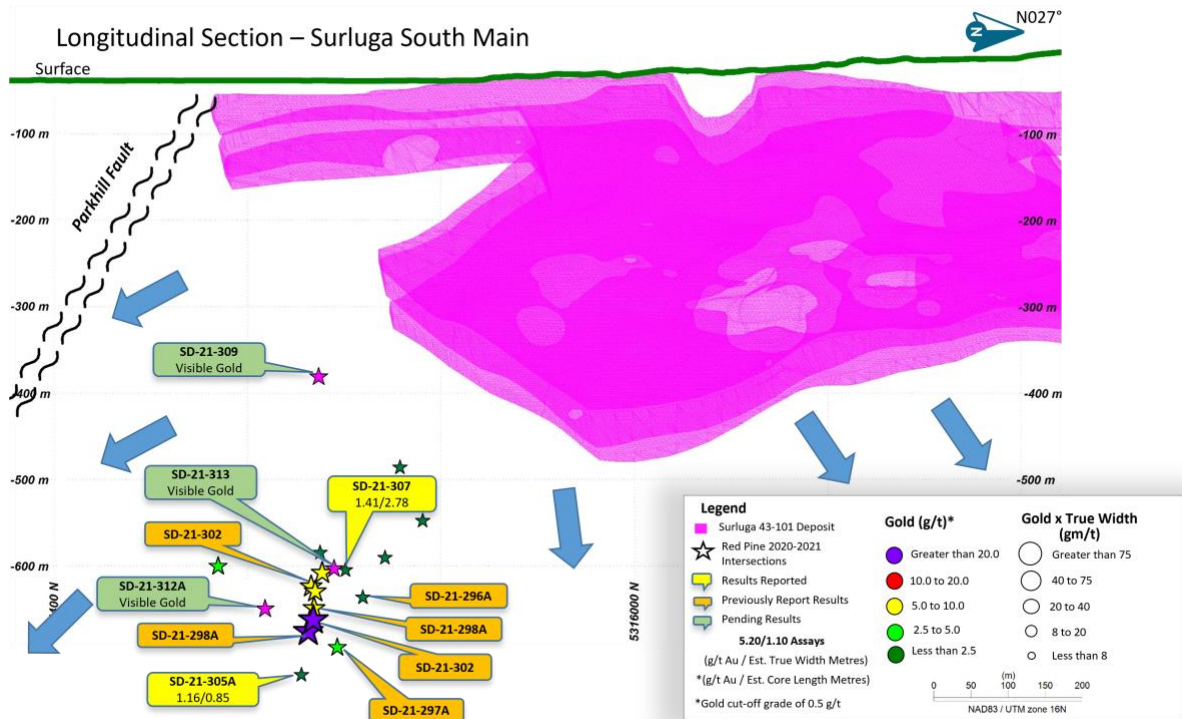 Longitudinal Section – Surluga South Main
N
N027°
Surface
-100 m
-100 m
Parkhill Fault
-200 m
-200 m
-300 m
-300 m
SD-21-309
Visible Gold
-400 m
-400 m
-500 m
-500 m
SD-21-313
Visible Gold
SD-21-307
1.41/2.78
SD-21-302
-600 m
SD-21-312A
Visible Gold
SD-21-296A
SD-21-298A
SD-21-298A
SD-21-302
SD-21-305A
1.16/0.85
SD-21-297A
5316000 N
Legend
Surluga 43-101 Deposit
Red Pine 2020-2021
Intersections
Results Reported
Previously Report Results
Pending Results
5.20/1.10 Assays
(g/t Au / Est. True Width Metres)
*(g/t Au / Est. Core Length Metres)
*Gold cut-off grade of 0.5 g/t
Gold (g/t)*
Greater than 20.0
10.0 to 20.0
5.0 to 10.0
2.5 to 5.0
Less than 2.5
Gold x True Width
(gm/t)
Greater than 75
40 to 75
20 to 40
8 to 20
Less than 8
(m)
0 50 100 150 200
NAD83 / UTM zone 16N